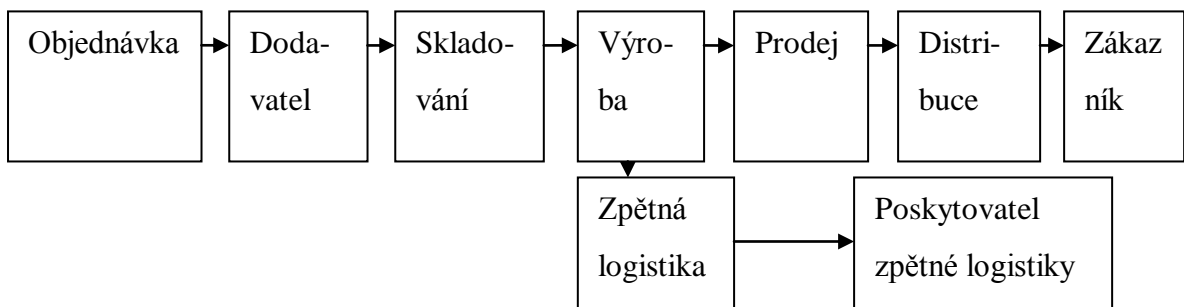 Objednávka
Doda-
vatel
Sklado-
vání
Výro-
ba
Prodej
Distri-
buce
Zákaz
ník
Zpětná
logistika
Poskytovatel
zpětné logistiky